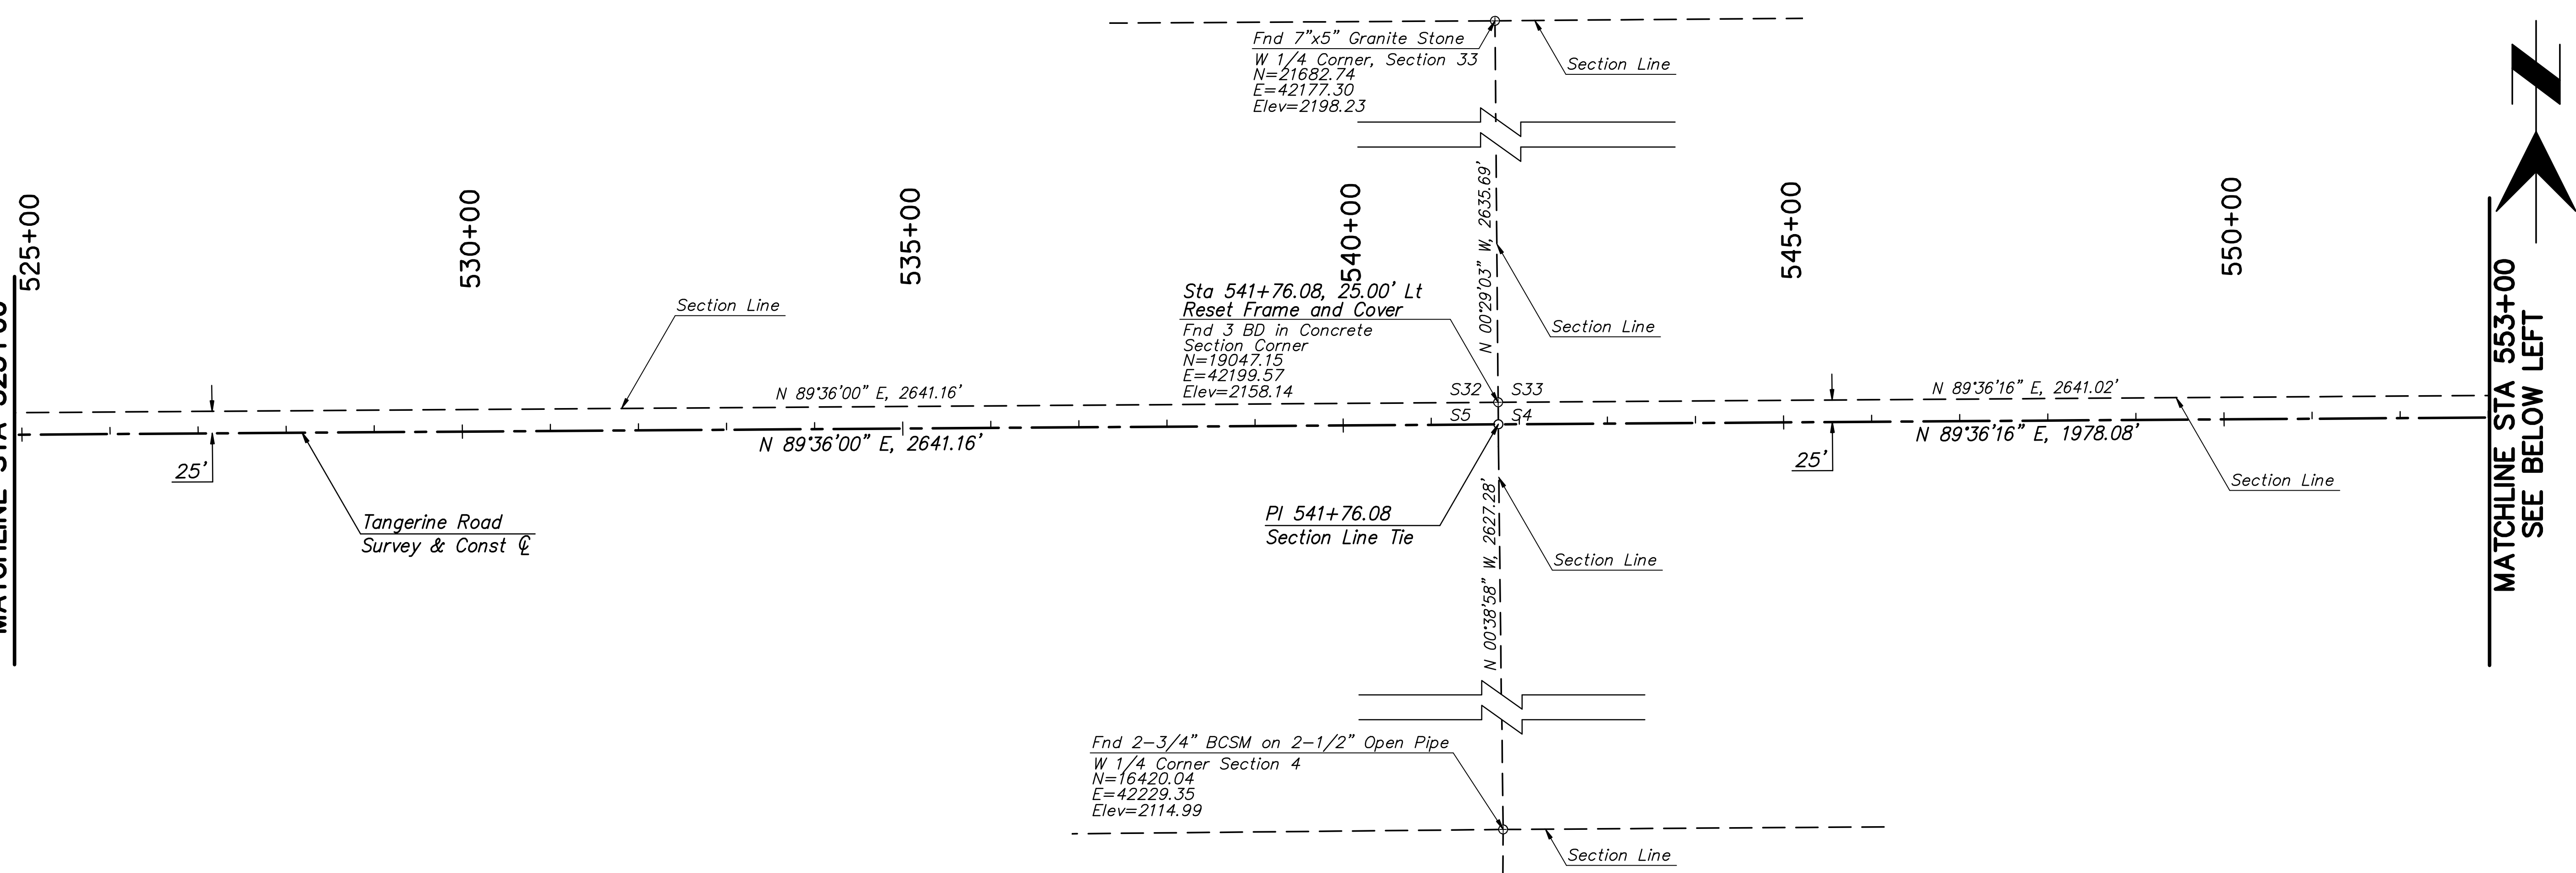 Fnd 7"x5" Granite Stone
W 1/4 Corner, Section 33
N=21682.74
E=42177.30
Elev=2198.23
Section Line
N
525+00
530+00
535+00
540+00
545+00
550+00
N 00°29'03" W, 2635.69'
Section Line
Section Line
Sta 541+76.08, 25.00' Lt
Reset Frame and Cover
Fnd 3 BD in Concrete
Section Corner
N=19047.15
E=42199.57
Elev=2158.14
S32
S33
S5
S4
N 89°36'00" E, 2641.16'
N 89°36'00" E, 2641.16'
N 89°36'16" E, 2641.02'
N 89°36'16" E, 1978.08'
25'
25'
Section Line
Tangerine Road
Survey & Const ℄
PI 541+76.08
Section Line Tie
N 00°38'58" W, 2627.28'
Section Line
MATCHLINE STA 553+00
SEE BELOW LEFT
Fnd 2-3/4" BCSM on 2-1/2" Open Pipe
W 1/4 Corner Section 4
N=16420.04
E=42229.35
Elev=2114.99
Section Line